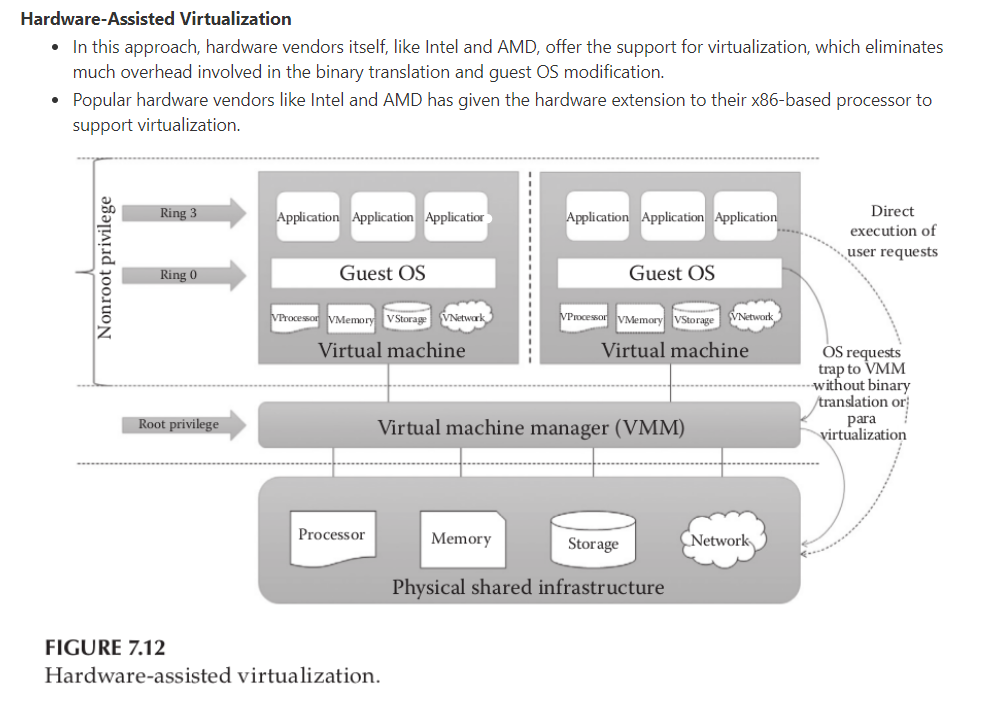 Hardware-Assisted Virtualization
• In this approach, hardware vendors itself, like Intel and AMD, offer the support for virtualization, which eliminates
much overhead involved in the binary translation and guest OS modification.
• Popular hardware vendors like Intel and AMD has given the hardware extension to their x86-based processor to
support virtualization.
Nonroot privilege
Ring 3
Ring 0
Application
Application
Application
Guest OS
VProcessor
VMemory
VStorage
VNetwork
Virtual machine
Application
Application
Application
Guest OS
VProcessor
VMemory
VStorage
VNetwork
Virtual machine
Direct
execution of
user requests
OS requests
trap to VMM
without binary
translation or
para
virtualization
Root privilege
Virtual machine manager (VMM)
Processor
Memory
Storage
Network
Physical shared infrastructure
FIGURE 7.12
Hardware-assisted virtualization.